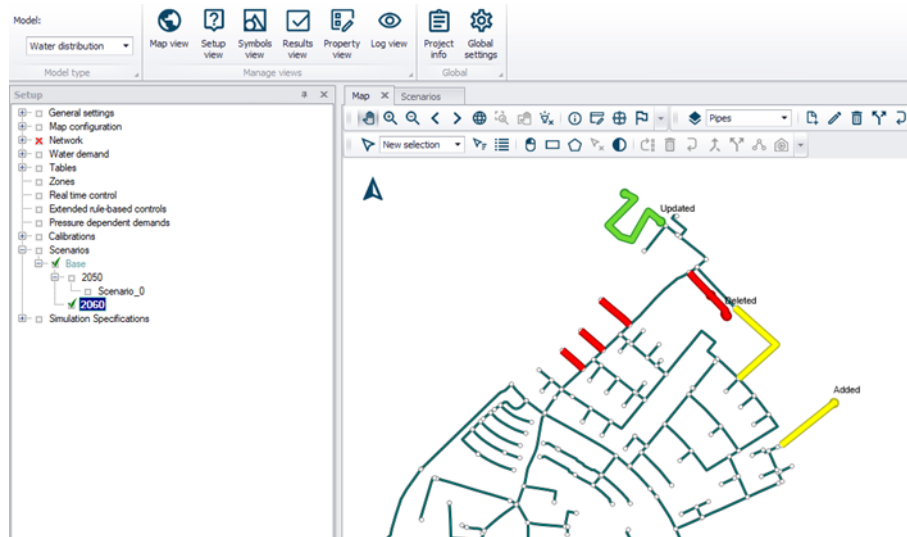 Model:
Water distribution
Model type
Map view
Setup view
Symbols view
Results view
Property view
Log view
Manage views
Project info
Global settings
Global
Setup
General settings
Map configuration
Network
Water demand
Tables
Zones
Real time control
Extended rule-based controls
Pressure dependent demands
Calibrations
Scenarios
Base
2050
Scenario_0
2060
Simulation Specifications
Map
Scenarios
Pipes
New selection
Updated
Deleted
Added